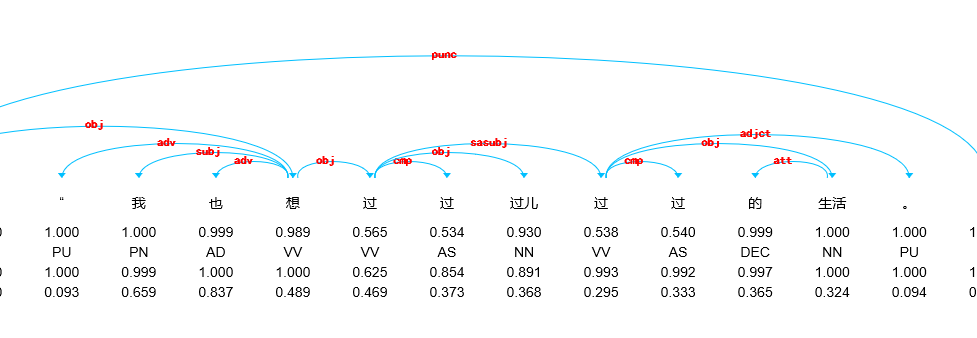 punc
obj
adjct
adv sasubj obj
subj obj
adv obj cmp cmp att
“ 我 也 想 过 过 过儿 过 过 的 生活 。
1.000 1.000 0.999 0.989 0.565 0.534 0.930 0.538 0.540 0.999 1.000 1.000
PU PN AD VV VV AS NN VV AS DEC NN PU
1.000 0.999 1.000 1.000 0.625 0.854 0.891 0.993 0.992 0.997 1.000 1.000
0.093 0.659 0.837 0.489 0.469 0.373 0.368 0.295 0.333 0.365 0.324 0.094